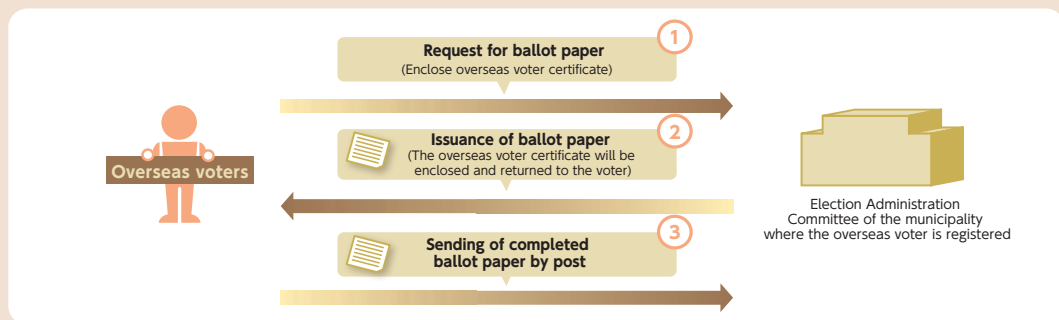 1
Request for ballot paper
(Enclose overseas voter certificate)
2
Issuance of ballot paper
(The overseas voter certificate will be
enclosed and returned to the voter)
Overseas voters
Election Administration
Committee of the municipality
where the overseas voter is registered
3
Sending of completed
ballot paper by post